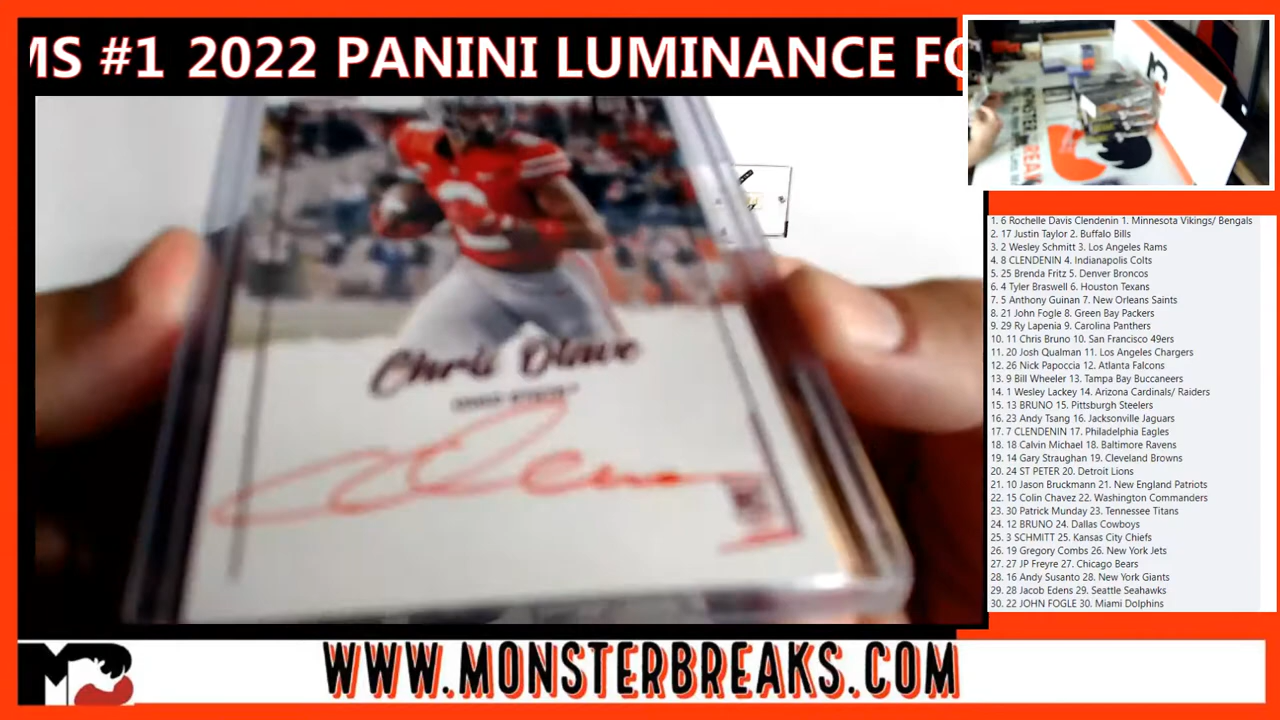 MS #1 2022 PANINI LUMINANCE FO
Chris Olave
1. 6 Rochelle Davis Clendenin 1. Minnesota Vikings/ Bengals
2. 17 Justin Taylor 2. Buffalo Bills
3. 2 Wesley Schmitt 3. Los Angeles Rams
4. 8 CLENDENIN 4. Indianapolis Colts
5. 25 Brenda Fritz 5. Denver Broncos
6. 4 Tyler Braswell 6. Houston Texans
7. 5 Anthony Guinan 7. New Orleans Saints
8. 21 John Fogle 8. Green Bay Packers
9. 29 Ry Lapenia 9. Carolina Panthers
10. 11 Chris Bruno 10. San Francisco 49ers
11. 20 Josh Qualman 11. Los Angeles Chargers
12. 26 Nick Papoccia 12. Atlanta Falcons
13. 9 Bill Wheeler 13. Tampa Bay Buccaneers
14. 1 Wesley Lackey 14. Arizona Cardinals/ Raiders
15. 13 BRUNO 15. Pittsburgh Steelers
16. 23 Andy Tsang 16. Jacksonville Jaguars
17. 7 CLENDENIN 17. Philadelphia Eagles
18. 18 Calvin Michael 18. Baltimore Ravens
19. 14 Gary Straughan 19. Cleveland Browns
20. 24 ST PETER 20. Detroit Lions
21. 10 Jason Bruckmann 21. New England Patriots
22. 15 Colin Chavez 22. Washington Commanders
23. 30 Patrick Munday 23. Tennessee Titans
24. 12 BRUNO 24. Dallas Cowboys
25. 3 SCHMITT 25. Kansas City Chiefs
26. 19 Gregory Combs 26. New York Jets
27. 27 JP Freyre 27. Chicago Bears
28. 16 Andy Susanto 28. New York Giants
29. 28 Jacob Edens 29. Seattle Seahawks
30. 22 JOHN FOGLE 30. Miami Dolphins
WWW.MONSTERBREAKS.COM